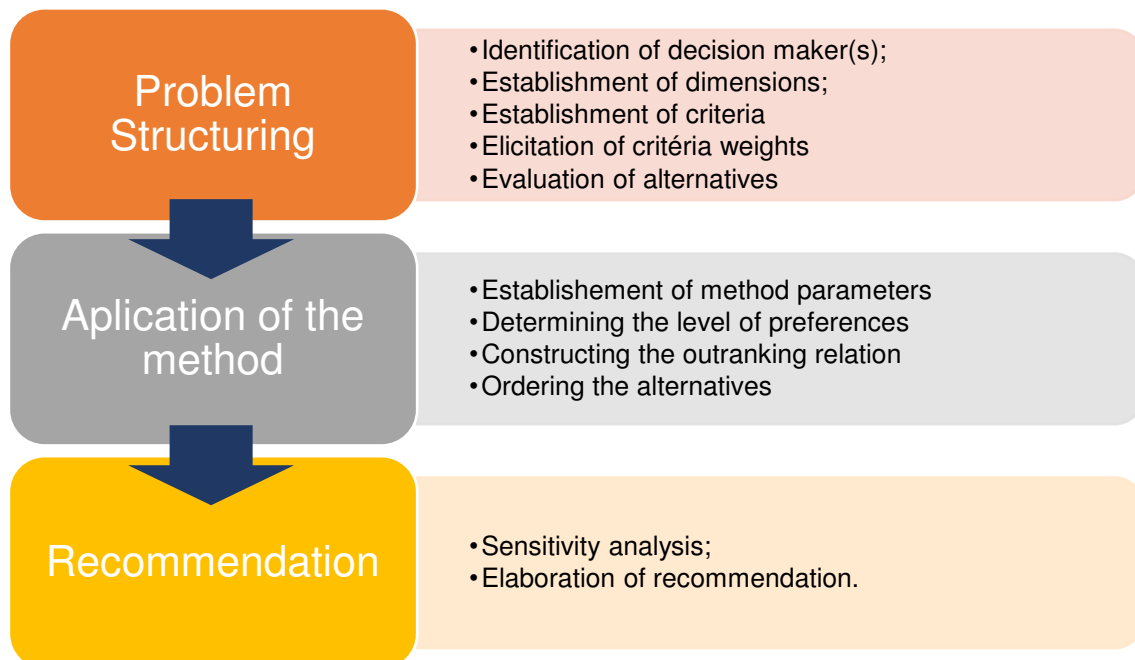 Problem
Structuring
•Identification of decision maker(s);
•Establishment of dimensions;
•Establishment of criteria
•Elicitation of critéria weights
•Evaluation of alternatives
Aplication of the
method
•Establishement of method parameters
•Determining the level of preferences
•Constructing the outranking relation
•Ordering the alternatives
Recommendation
•Sensitivity analysis;
•Elaboration of recommendation.